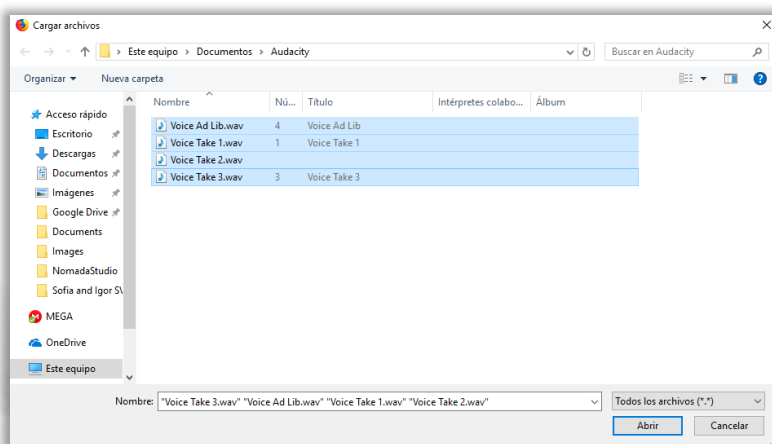 Cargar archivos
Este equipo > Documentos > Audacity
Buscar en Audacity
Organizar
Nueva carpeta
Nombre Nú... Título Intérpretes colabo... Álbum
Voice Ad Lib.wav 4 Voice Ad Lib
Voice Take 1.wav 1 Voice Take 1
Voice Take 2.wav
Voice Take 3.wav 3 Voice Take 3
Acceso rápido
Escritorio
Descargas
Documentos
Imágenes
Google Drive
Documents
Images
NomadaStudio
Sofia and Igor
MEGA
OneDrive
Este equipo
Nombre: "Voice Take 3.wav" "Voice Ad Lib.wav" "Voice Take 1.wav" "Voice Take 2.wav"
Todos los archivos (*.*)
Abrir Cancelar